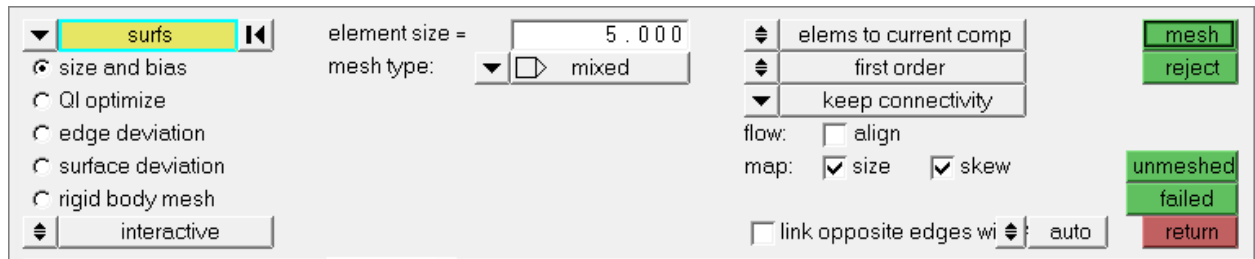 surfs
size and bias
QI optimize
edge deviation
surface deviation
rigid body mesh
interactive
element size = 5.000
mesh type: mixed
elems to current comp
first order
keep connectivity
flow: align
map: size skew
link opposite edges wi auto
mesh
reject
unmeshed
failed
return